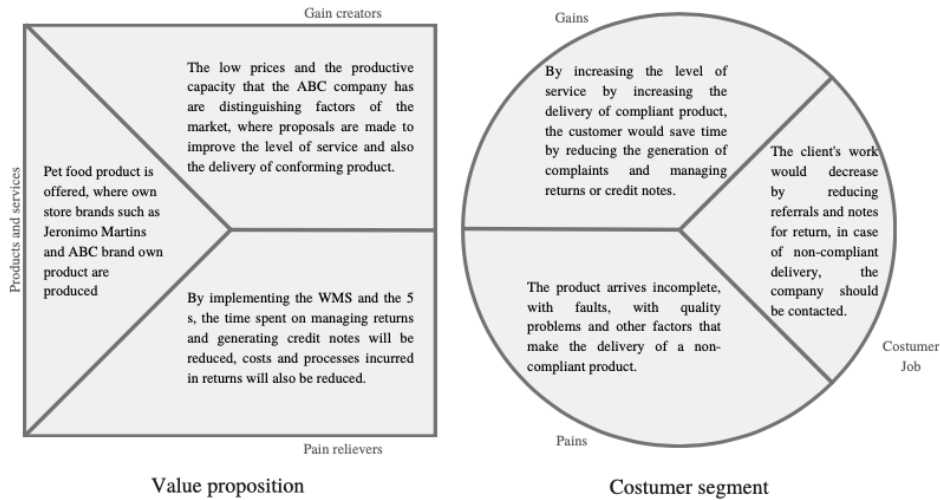 Gain creators
The low prices and the productive
capacity that the ABC company has
are distinguishing factors of the
market, where proposals are made to
improve the level of service and also
the delivery of conforming product.
Products and services
Pet food product is
offered, where own
store brands such as
Jeronimo Martins
and ABC brand own
product are
produced
By implementing the WMS and the 5
s, the time spent on managing returns
and generating credit notes will be
reduced, costs and processes incurred
in returns will also be reduced.
Pain relievers
Value proposition
Gains
By increasing the level of
service by increasing the
delivery of compliant product,
the customer would save time
by reducing the generation of
complaints and managing
returns or credit notes.
The client's work
would decrease
by reducing
referrals and notes
for return, in case
of non-compliant
delivery, the
company should
be contacted.
Costumer
Job
The product arrives incomplete,
with faults, with quality
problems and other factors that
make the delivery of a non-
compliant product.
Pains
Costumer segment